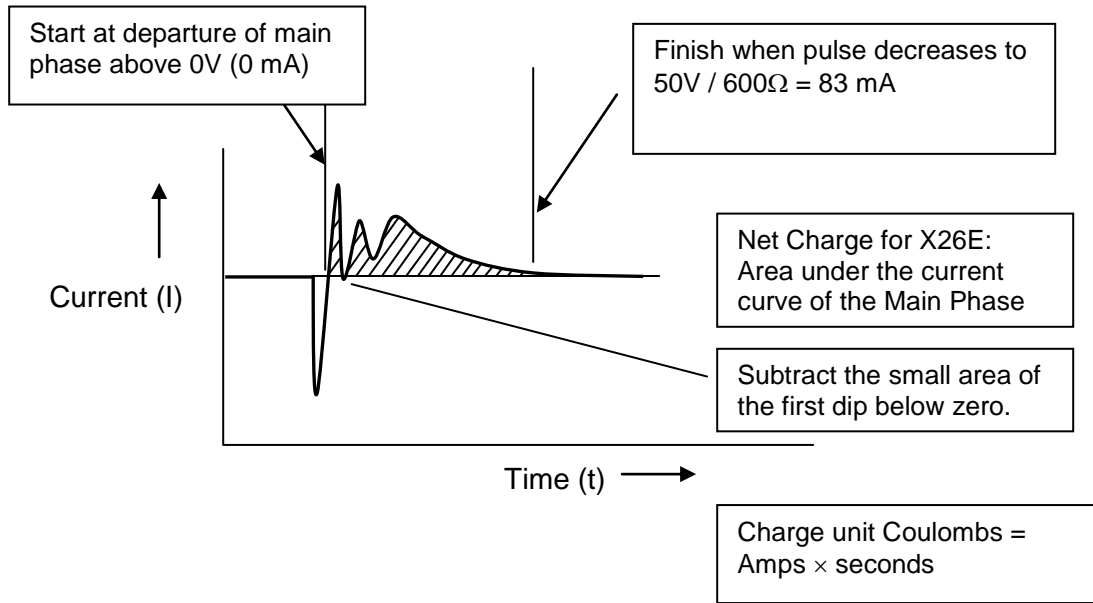 Start at departure of main
phase above 0V (0 mA)
Finish when pulse decreases to
50V / 600Ω = 83 mA
Current (I)
Net Charge for X26E:
Area under the current
curve of the Main Phase
Subtract the small area of
the first dip below zero.
Time (t)
Charge unit Coulombs =
Amps × seconds